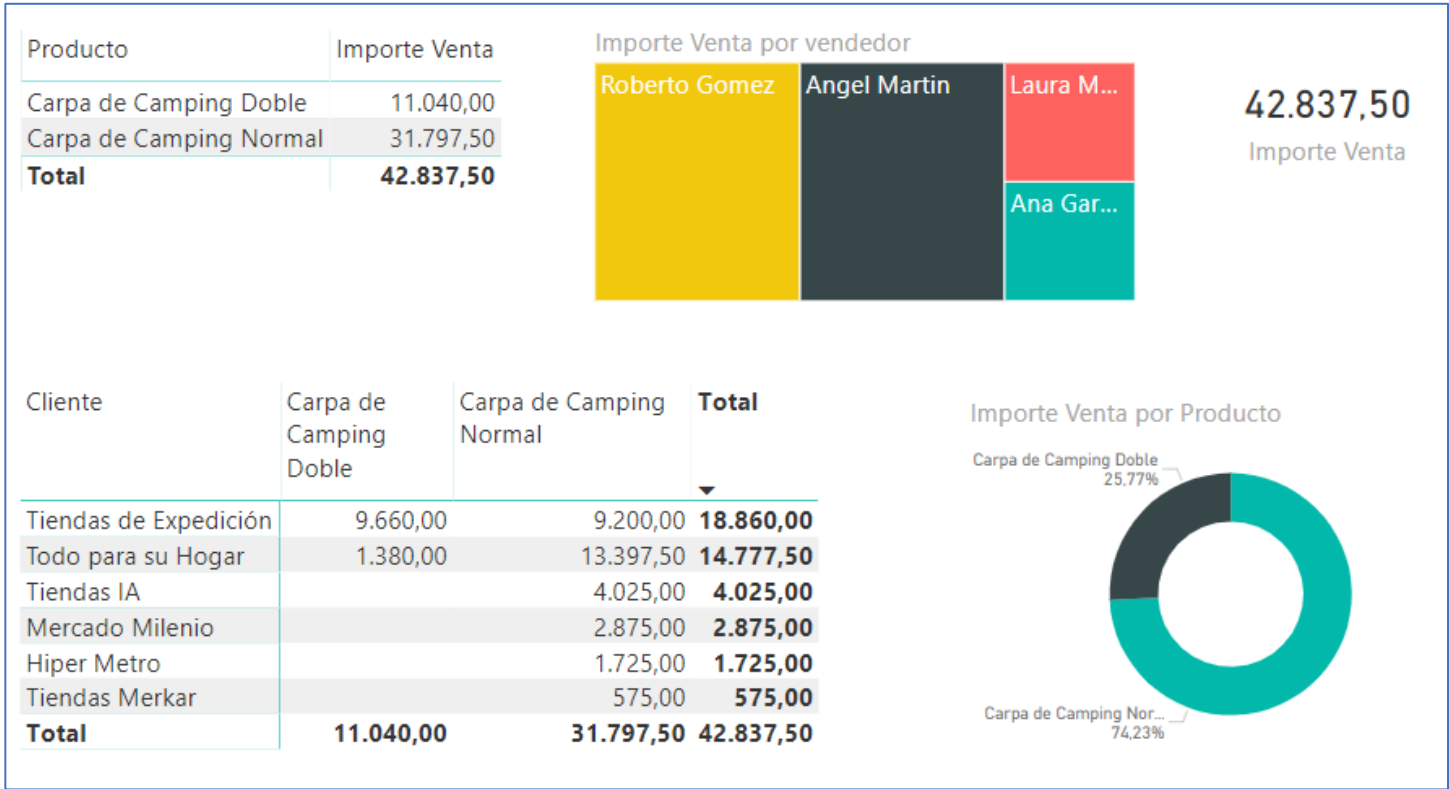 Producto Importe Venta
Carpa de Camping Doble 11.040,00
Carpa de Camping Normal 31.797,50
Total 42.837,50
Importe Venta por vendedor
Roberto Gomez
Angel Martin
Laura M...
Ana Gar...
42.837,50
Importe Venta
Cliente Carpa de Camping Total
Carpa de Camping Normal
Doble
Tiendas de Expedición 9.660,00 9.200,00 18.860,00
Todo para su Hogar 1.380,00 13.397,50 14.777,50
Tiendas IA 4.025,00 4.025,00
Mercado Milenio 2.875,00 2.875,00
Hiper Metro 1.725,00 1.725,00
Tiendas Merkar 575,00 575,00
Total 11.040,00 31.797,50 42.837,50
Importe Venta por Producto
Carpa de Camping Doble
25,77%
Carpa de Camping Nor...
74,23%